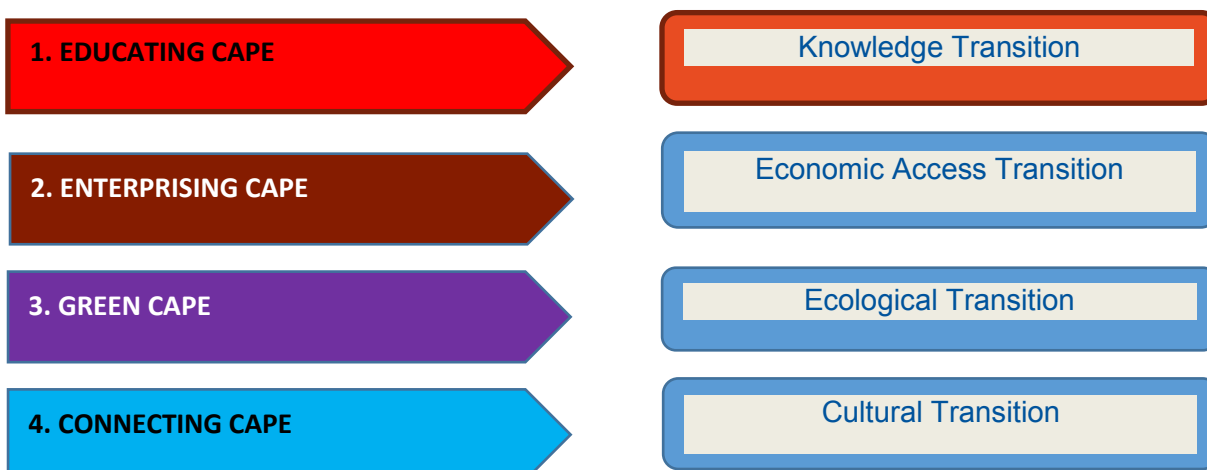 1. EDUCATING CAPE
Knowledge Transition
2. ENTERPRISING CAPE
Economic Access Transition
3. GREEN CAPE
Ecological Transition
4. CONNECTING CAPE
Cultural Transition